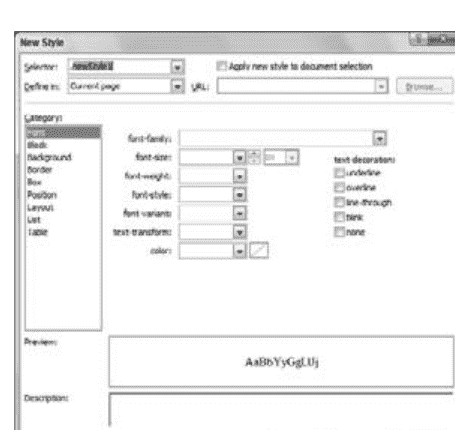 New Style
Selector: .newStyle1
Apply new style to document selection
Define in: Current page URL: Browse...
Category:
Font
Block
Background
Border
Box
Position
Layout
List
Table
font-family:
font-size: px
font-weight:
font-style:
font-variant:
text-transform:
color:
text-decoration:
underline
overline
line-through
blink
none
Preview:
AaBbYyGgLlJj
Description: